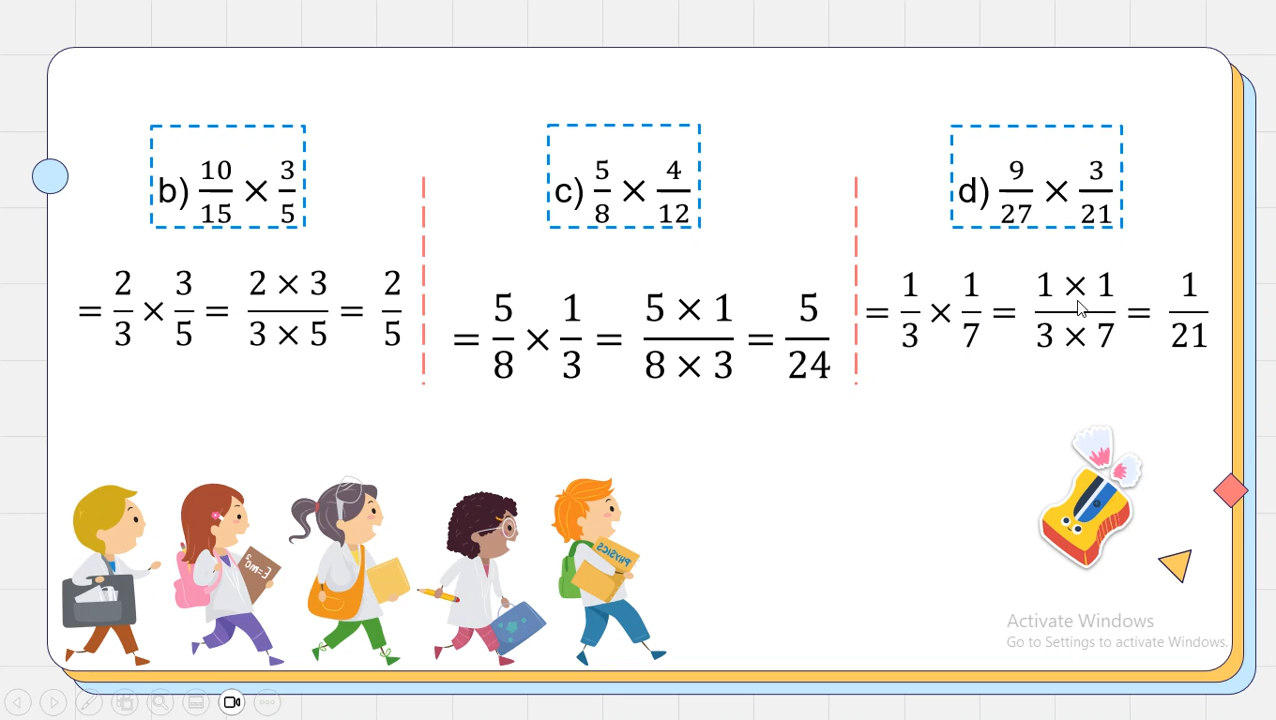 b) 10/15 × 3/5
= 2/3 × 3/5 = (2 × 3)/(3 × 5) = 2/5
c) 5/8 × 4/12
= 5/8 × 1/3 = (5 × 1)/(8 × 3) = 5/24
d) 9/27 × 3/21
= 1/3 × 1/7 = (1 × 1)/(3 × 7) = 1/21
E=mc²
PHYSICS
Activate Windows
Go to Settings to activate Windows.